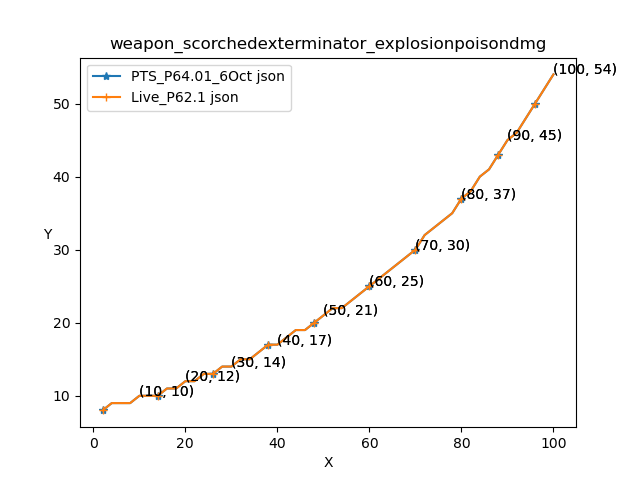 weapon_scorchedexterminator_explosionpoisondmg
PTS_P64.01_6Oct json
Live_P62.1 json
(100, 54)
(90, 45)
(80, 37)
(70, 30)
(60, 25)
(50, 21)
(40, 17)
(30, 14)
(20, 12)
(10, 10)
50
40
30
20
10
Y
0 20 40 60 80 100
X